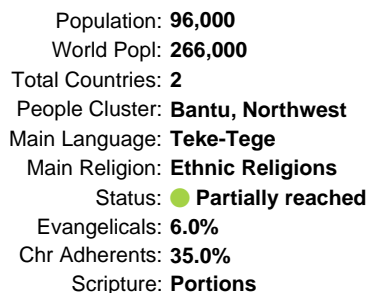 Population: 96,000
World Popl: 266,000
Total Countries: 2
People Cluster: Bantu, Northwest
Main Language: Teke-Tege
Main Religion: Ethnic Religions
Status: Partially reached
Evangelicals: 6.0%
Chr Adherents: 35.0%
Scripture: Portions